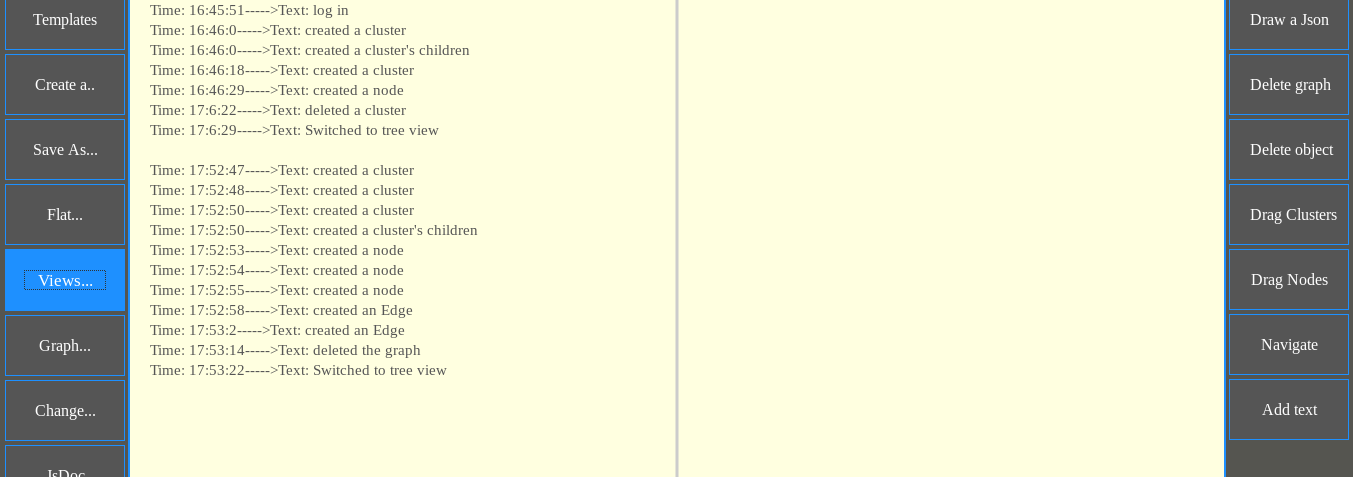 Templates
Create a..
Save As...
Flat...
Views...
Graph...
Change...
JsDoc
Time: 16:45:51----->Text: log in
Time: 16:46:0----->Text: created a cluster
Time: 16:46:0----->Text: created a cluster's children
Time: 16:46:18----->Text: created a cluster
Time: 16:46:29----->Text: created a node
Time: 17:6:22----->Text: deleted a cluster
Time: 17:6:29----->Text: Switched to tree view
Time: 17:52:47----->Text: created a cluster
Time: 17:52:48----->Text: created a cluster
Time: 17:52:50----->Text: created a cluster
Time: 17:52:50----->Text: created a cluster's children
Time: 17:52:53----->Text: created a node
Time: 17:52:54----->Text: created a node
Time: 17:52:55----->Text: created a node
Time: 17:52:58----->Text: created an Edge
Time: 17:53:2----->Text: created an Edge
Time: 17:53:14----->Text: deleted the graph
Time: 17:53:22----->Text: Switched to tree view
Draw a Json
Delete graph
Delete object
Drag Clusters
Drag Nodes
Navigate
Add text